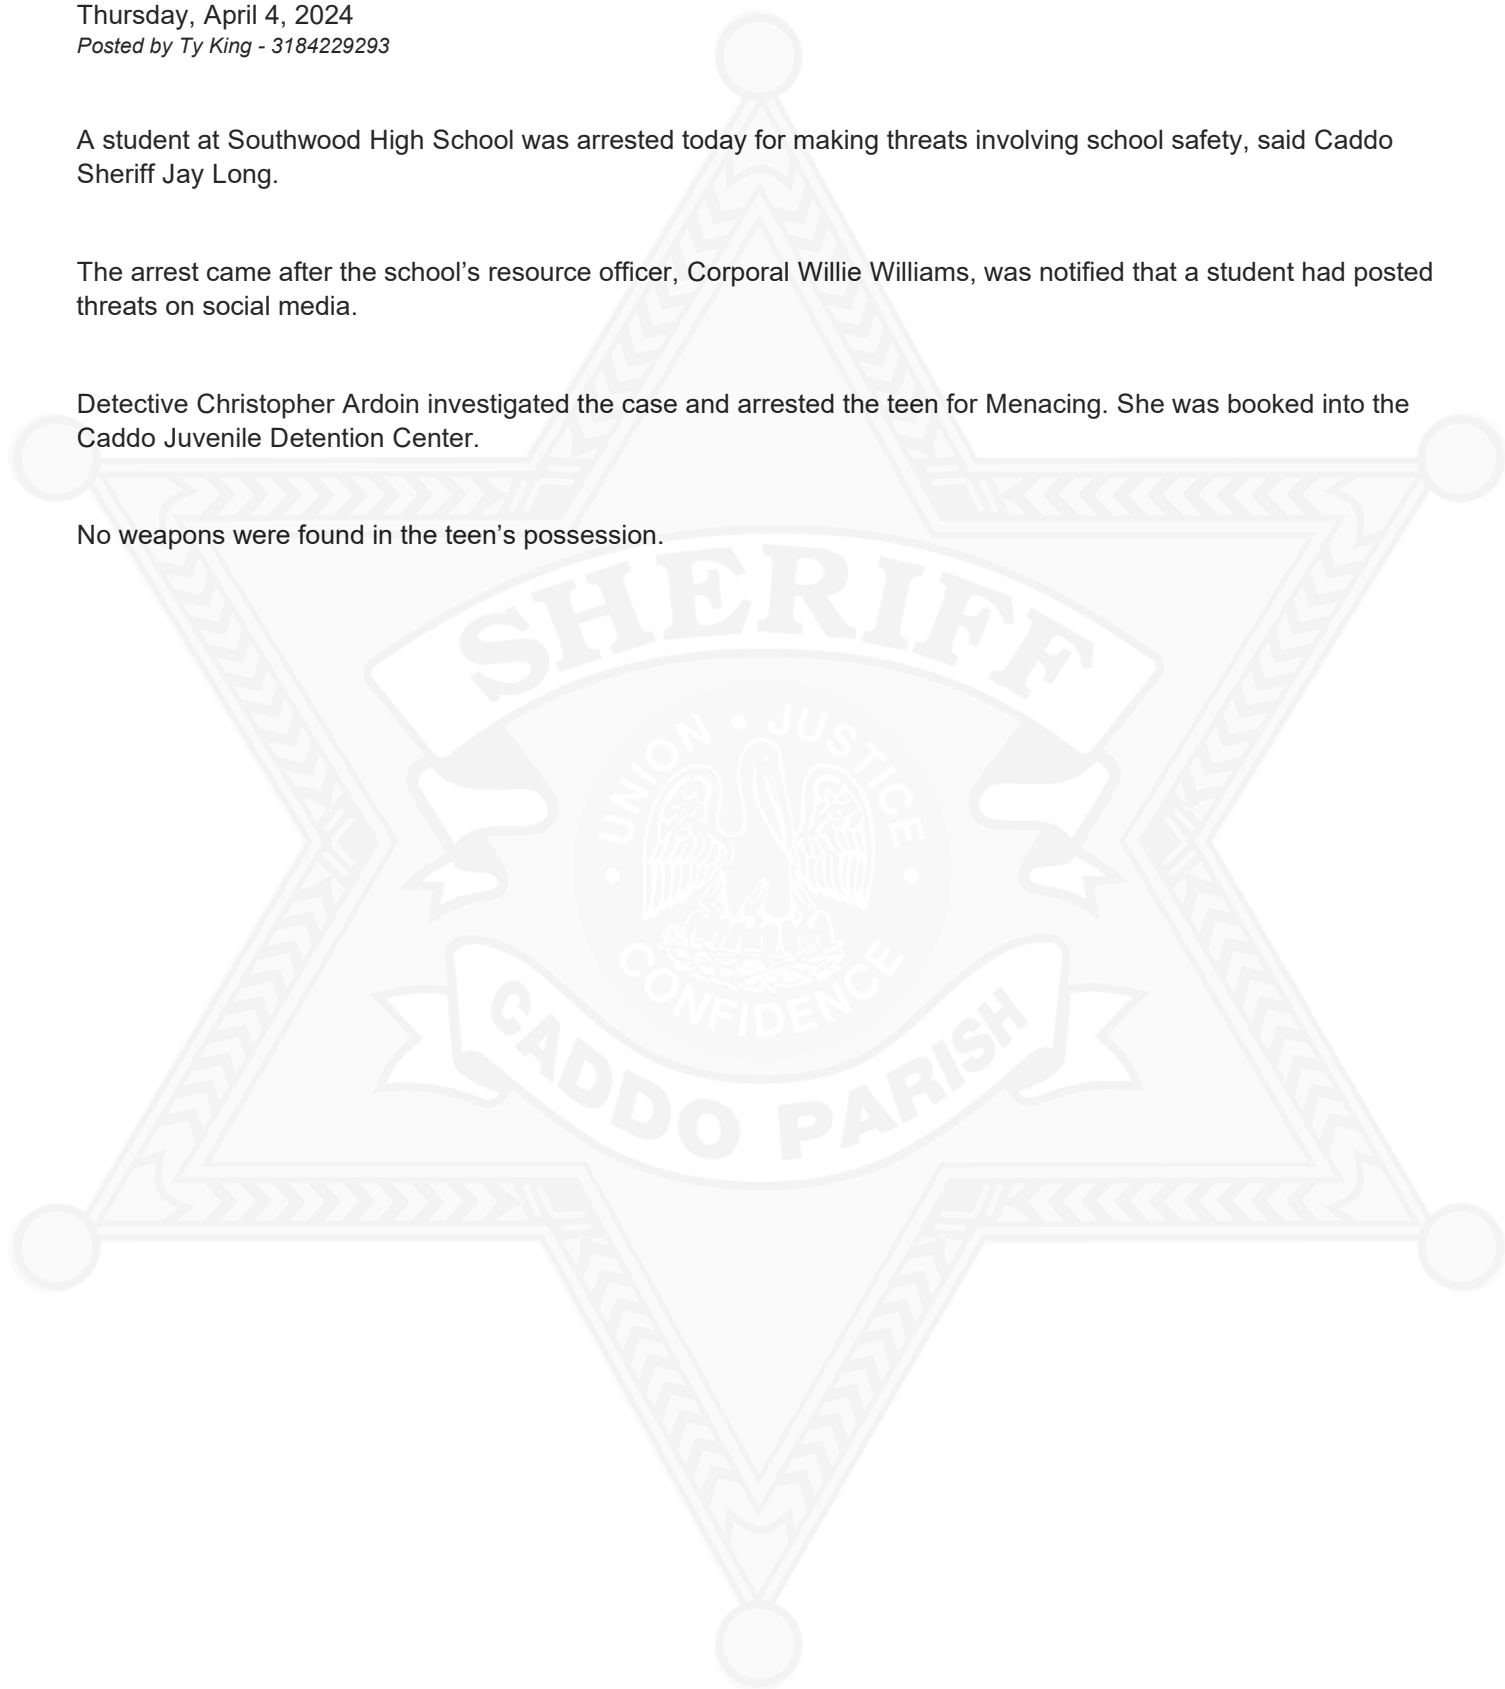 Thursday, April 4, 2024
Posted by Ty King - 3184229293
A student at Southwood High School was arrested today for making threats involving school safety, said Caddo
Sheriff Jay Long.
The arrest came after the school’s resource officer, Corporal Willie Williams, was notified that a student had posted
threats on social media.
Detective Christopher Ardoin investigated the case and arrested the teen for Menacing. She was booked into the
Caddo Juvenile Detention Center.
No weapons were found in the teen’s possession.
SHERIFF
UNION • JUSTICE
• CONFIDENCE •
CADDO PARISH